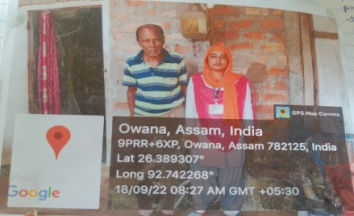 GPS Map Camera
Owana, Assam, India
9PRR+6XP, Owana, Assam 782125, India
Lat 26.389307°
Long 92.742268°
18/09/22 08:27 AM GMT +05:30
Google